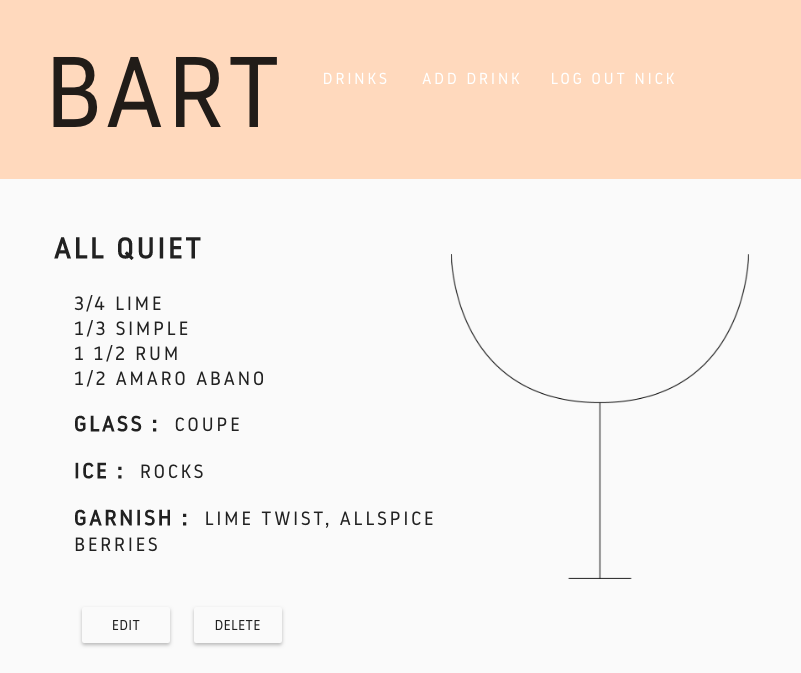 BART
DRINKS ADD DRINK LOG OUT NICK
ALL QUIET
3/4 LIME
1/3 SIMPLE
1 1/2 RUM
1/2 AMARO ABANO
GLASS : COUPE
ICE : ROCKS
GARNISH : LIME TWIST, ALLSPICE
BERRIES
EDIT DELETE